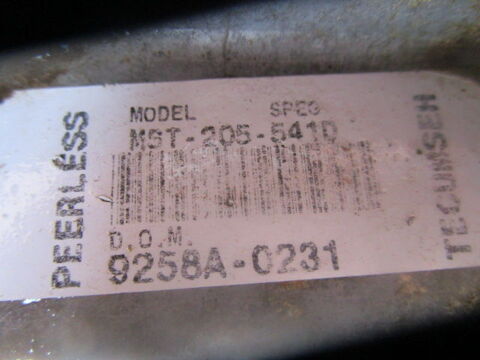 PEERLESS
MODEL SPEC
MST-205-541D
D.O.M.
9258A-0231
TECUMSEH